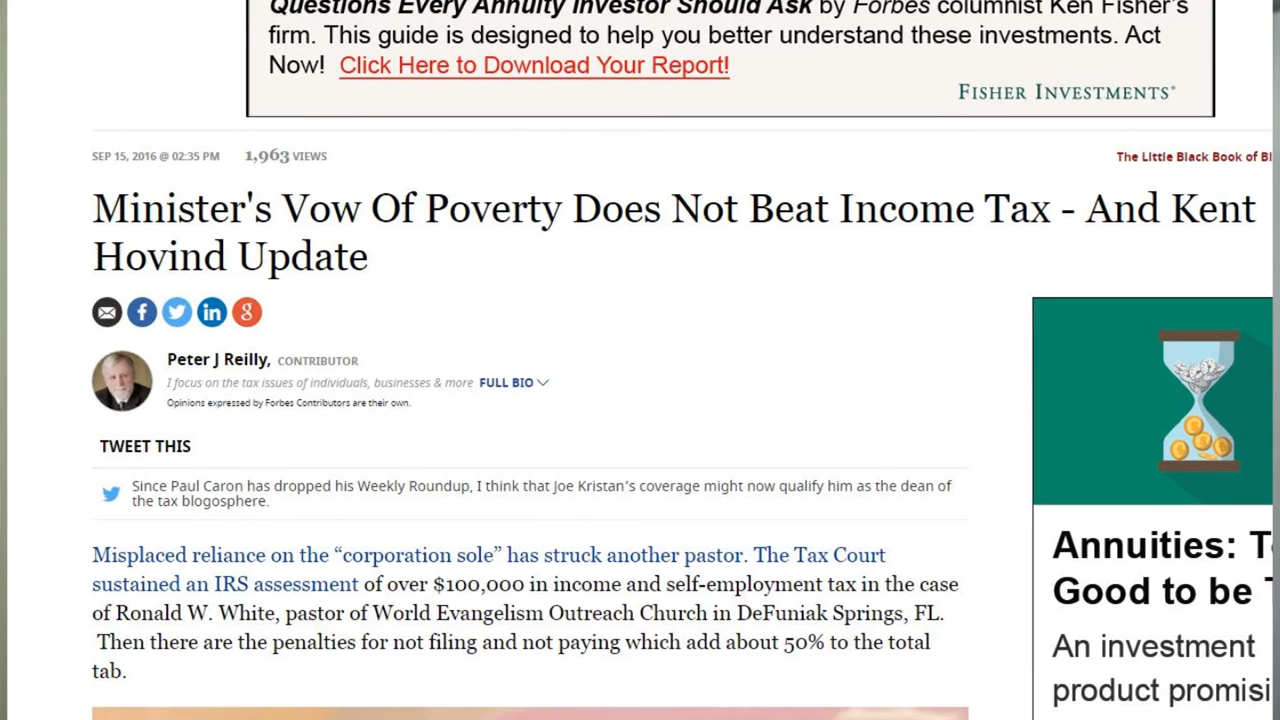 Questions Every Annuity Investor Should Ask by Forbes columnist Ken Fisher's
firm. This guide is designed to help you better understand these investments. Act
Now! Click Here to Download Your Report!
FISHER INVESTMENTS®
SEP 15, 2016 @ 02:35 PM 1,963 VIEWS
The Little Black Book of Bi
Minister's Vow Of Poverty Does Not Beat Income Tax - And Kent
Hovind Update
Peter J Reilly, CONTRIBUTOR
I focus on the tax issues of individuals, businesses & more FULL BIO
Opinions expressed by Forbes Contributors are their own.
TWEET THIS
Since Paul Caron has dropped his Weekly Roundup, I think that Joe Kristan's coverage might now qualify him as the dean of
the tax blogosphere.
Misplaced reliance on the “corporation sole” has struck another pastor. The Tax Court
sustained an IRS assessment of over $100,000 in income and self-employment tax in the case
of Ronald W. White, pastor of World Evangelism Outreach Church in DeFuniak Springs, FL.
Then there are the penalties for not filing and not paying which add about 50% to the total
tab.
Annuities: T
Good to be
An investment
product promisi